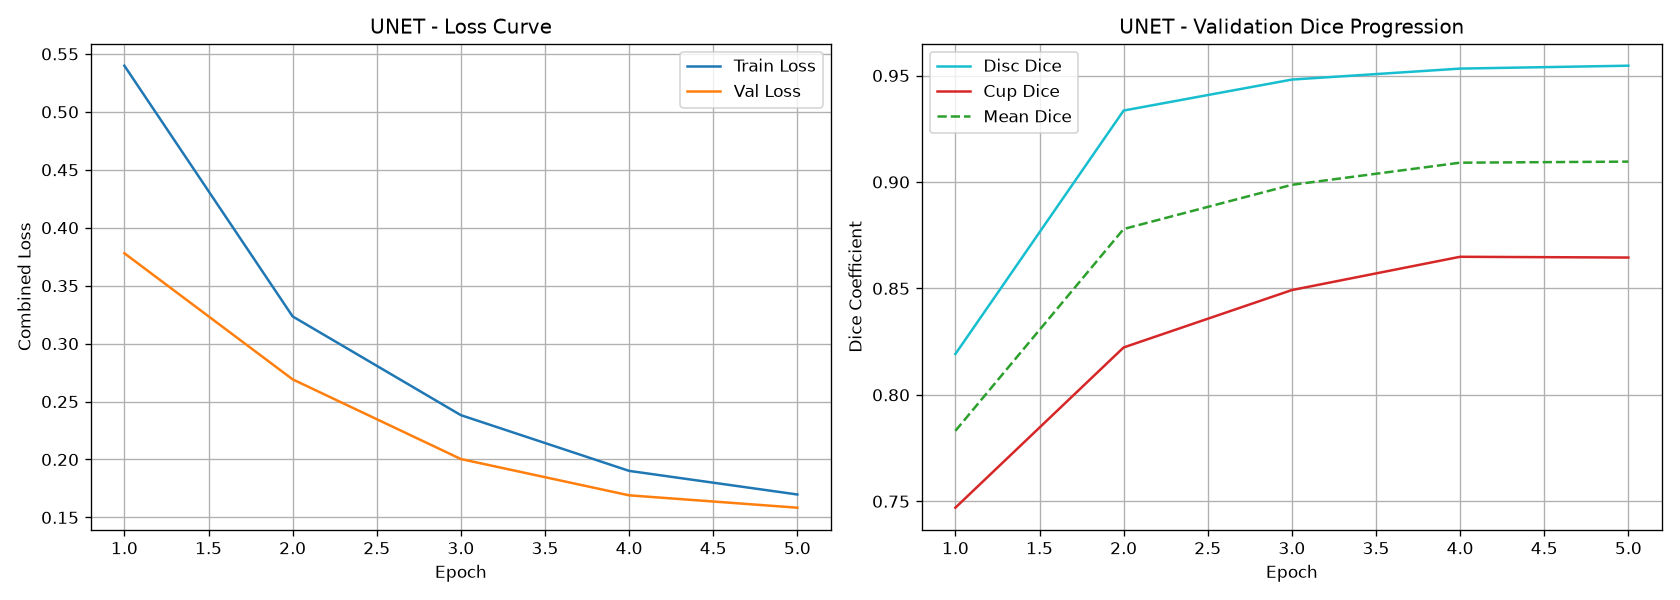 UNET - Loss Curve
0.55
0.50
0.45
0.40
0.35
0.30
0.25
0.20
0.15
Combined Loss
Train Loss
Val Loss
1.0 1.5 2.0 2.5 3.0 3.5 4.0 4.5 5.0
Epoch
UNET - Validation Dice Progression
0.95
0.90
0.85
0.80
0.75
Dice Coefficient
Disc Dice
Cup Dice
Mean Dice
1.0 1.5 2.0 2.5 3.0 3.5 4.0 4.5 5.0
Epoch